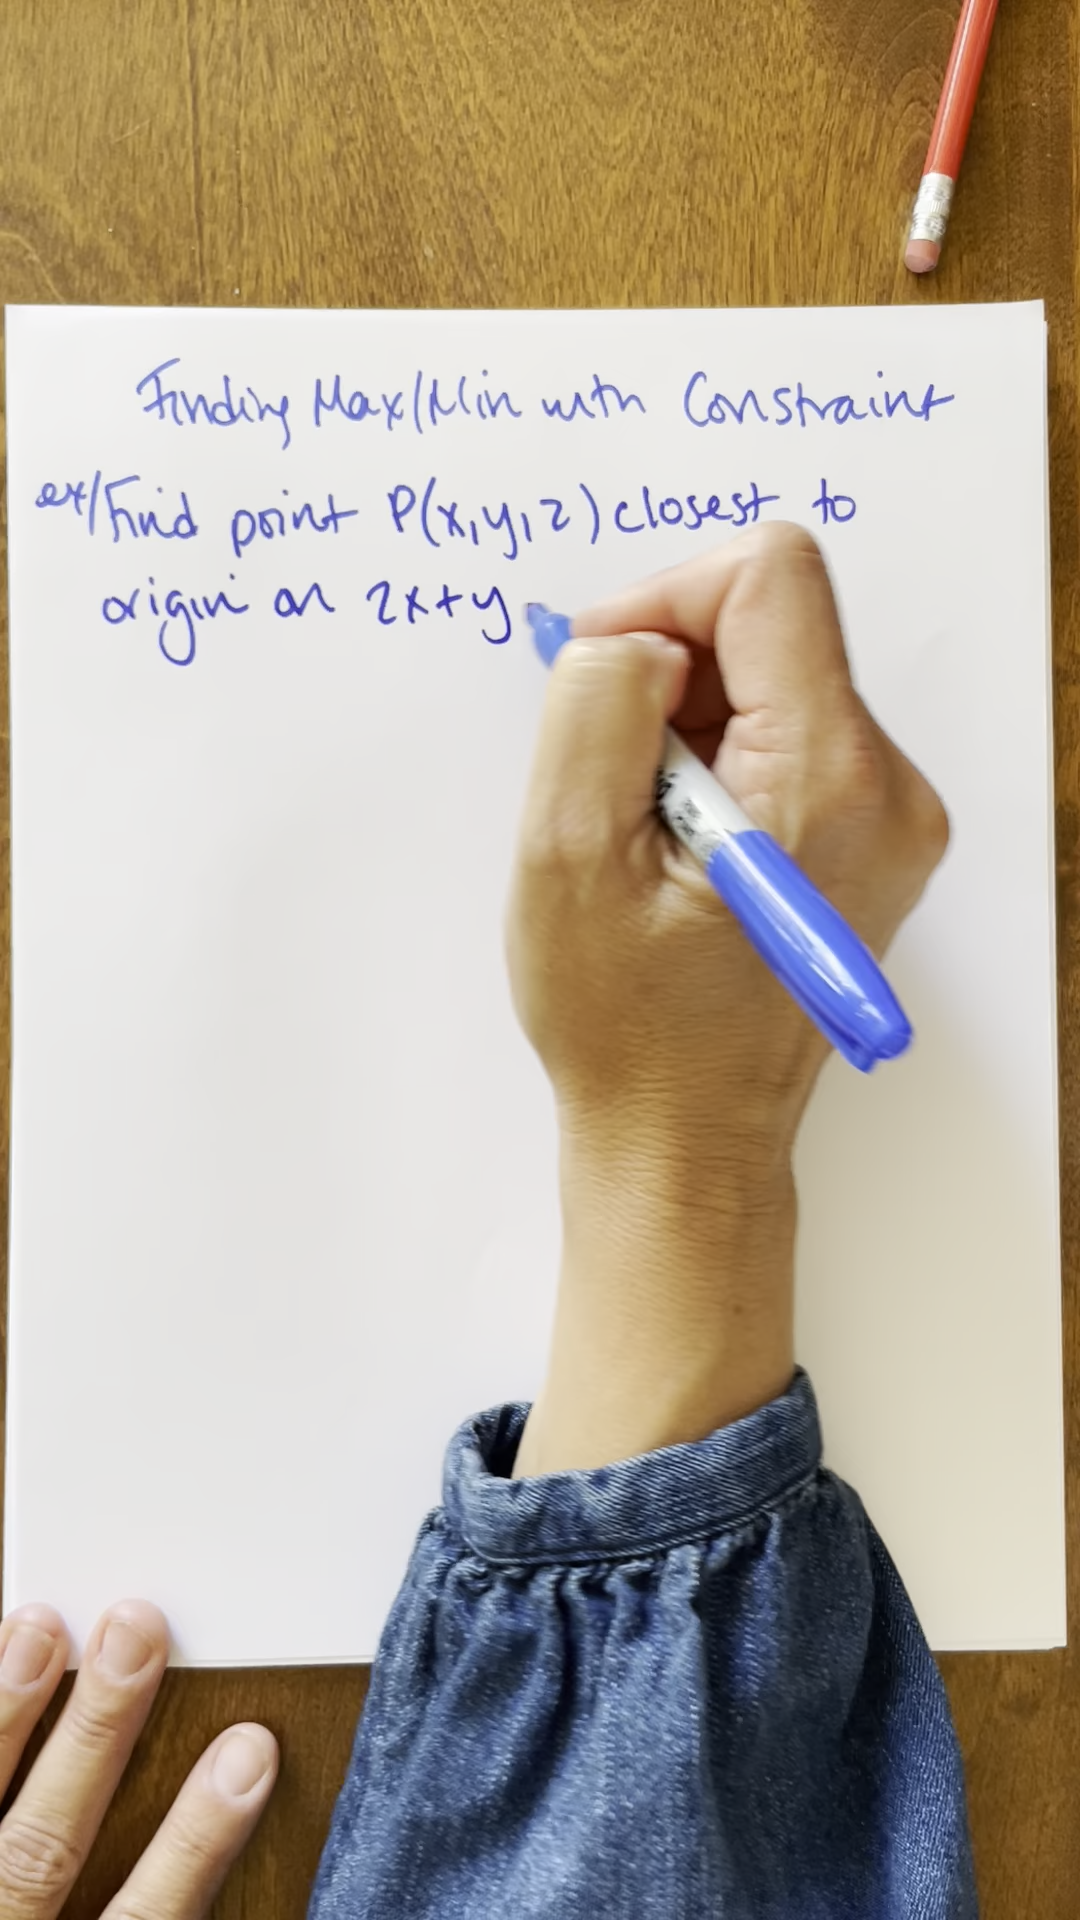 Finding Max/Min with Constraint
ex/Find point P(x,y,z) closest to
origin on 2x+y